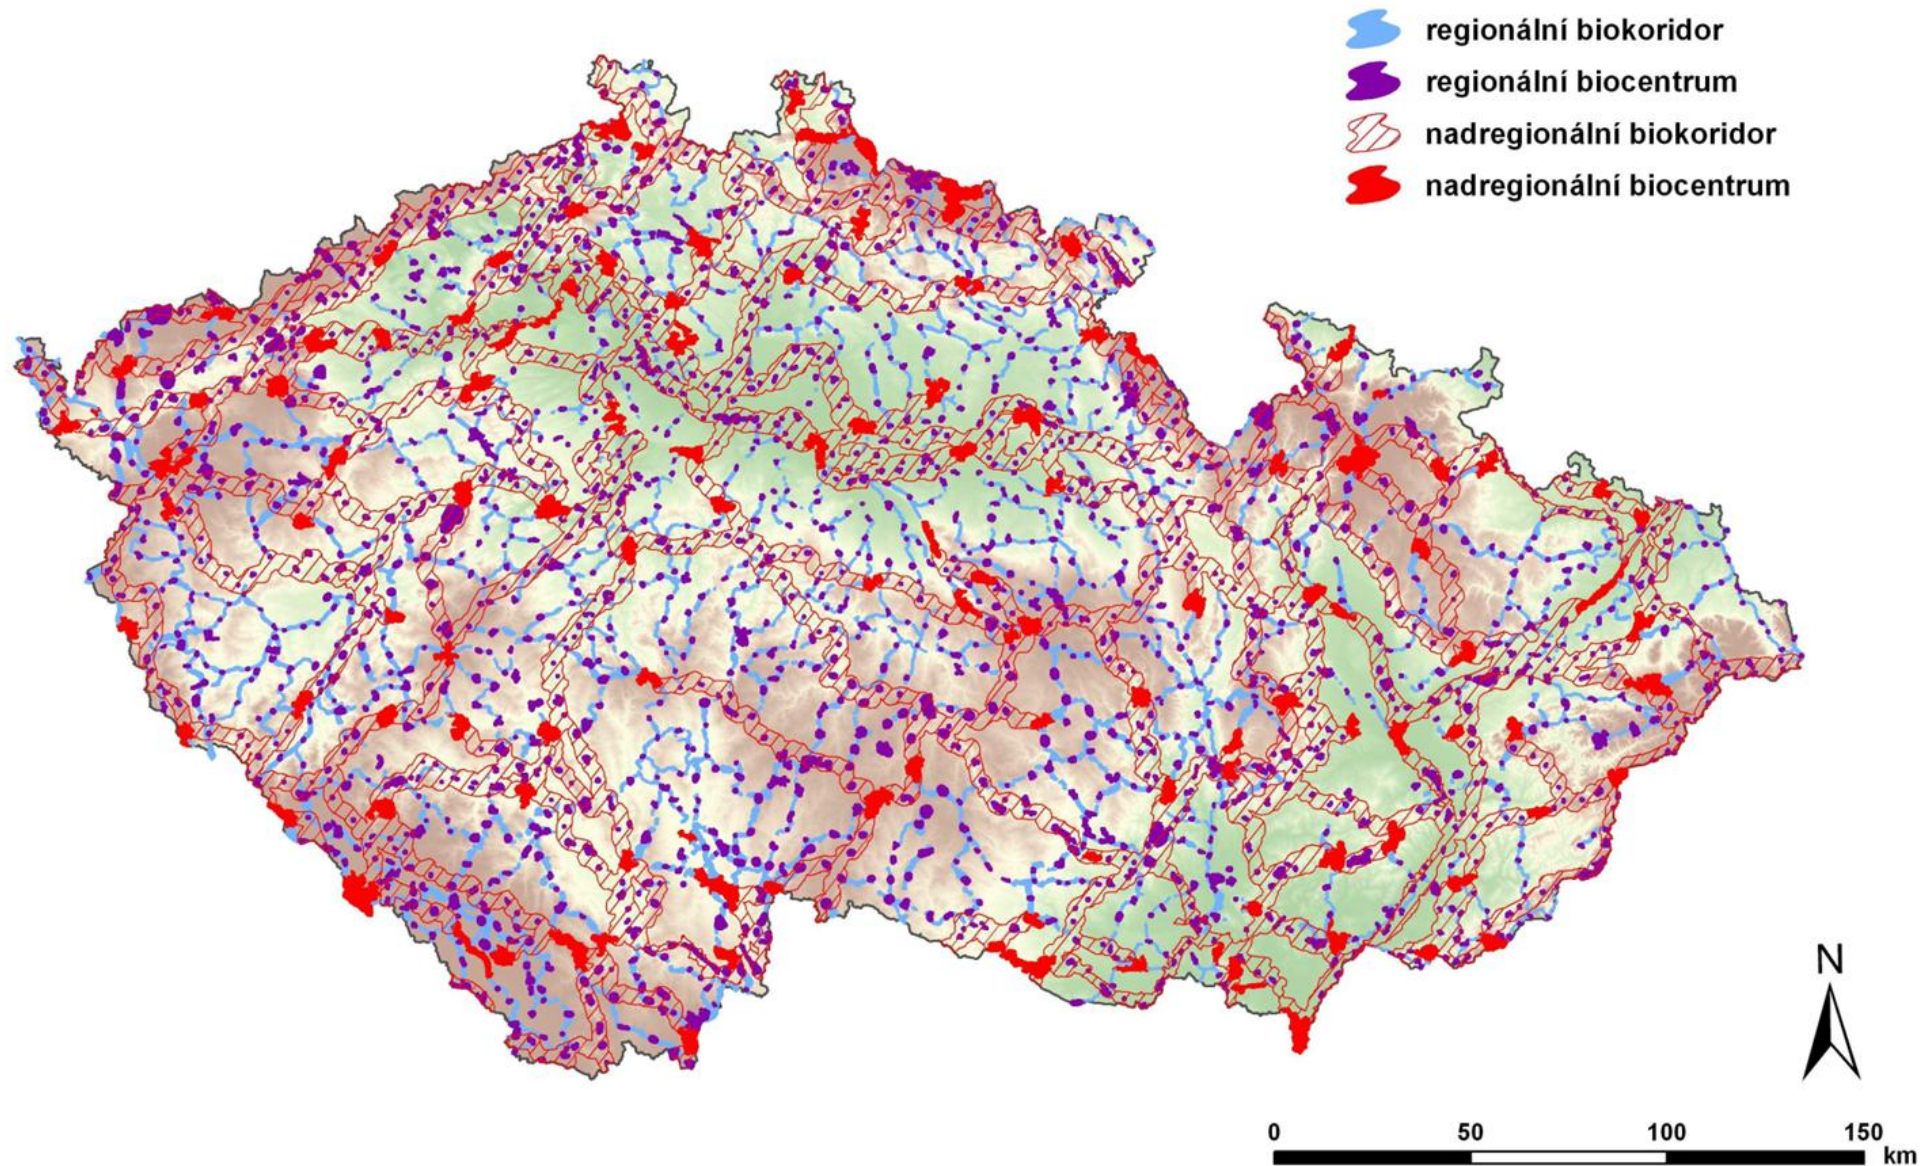 regionální biokoridor
regionální biocentrum
nadregionální biokoridor
nadregionální biocentrum
N
0 50 100 150
km